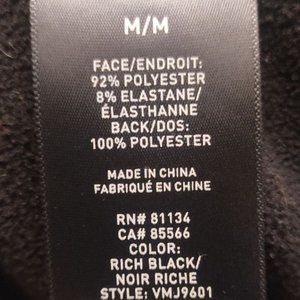 M/M
FACE/ENDROIT:
92% POLYESTER
8% ELASTANE/
ÉLASTHANNE
BACK/DOS:
100% POLYESTER
MADE IN CHINA
FABRIQUÉ EN CHINE
RN# 81134
CA# 85566
COLOR:
RICH BLACK/
NOIR RICHE
STYLE: VMJ9601